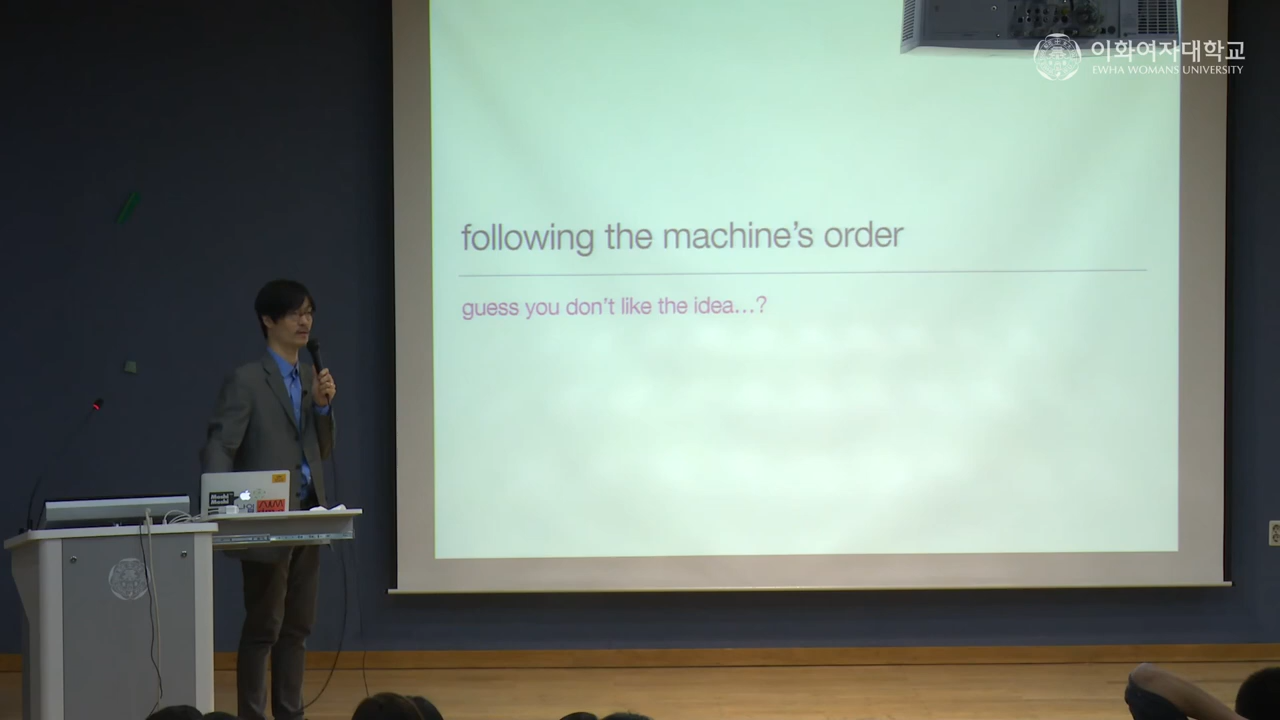 이화여자대학교
EWHA WOMANS UNIVERSITY
following the machine's order
guess you don't like the idea...?